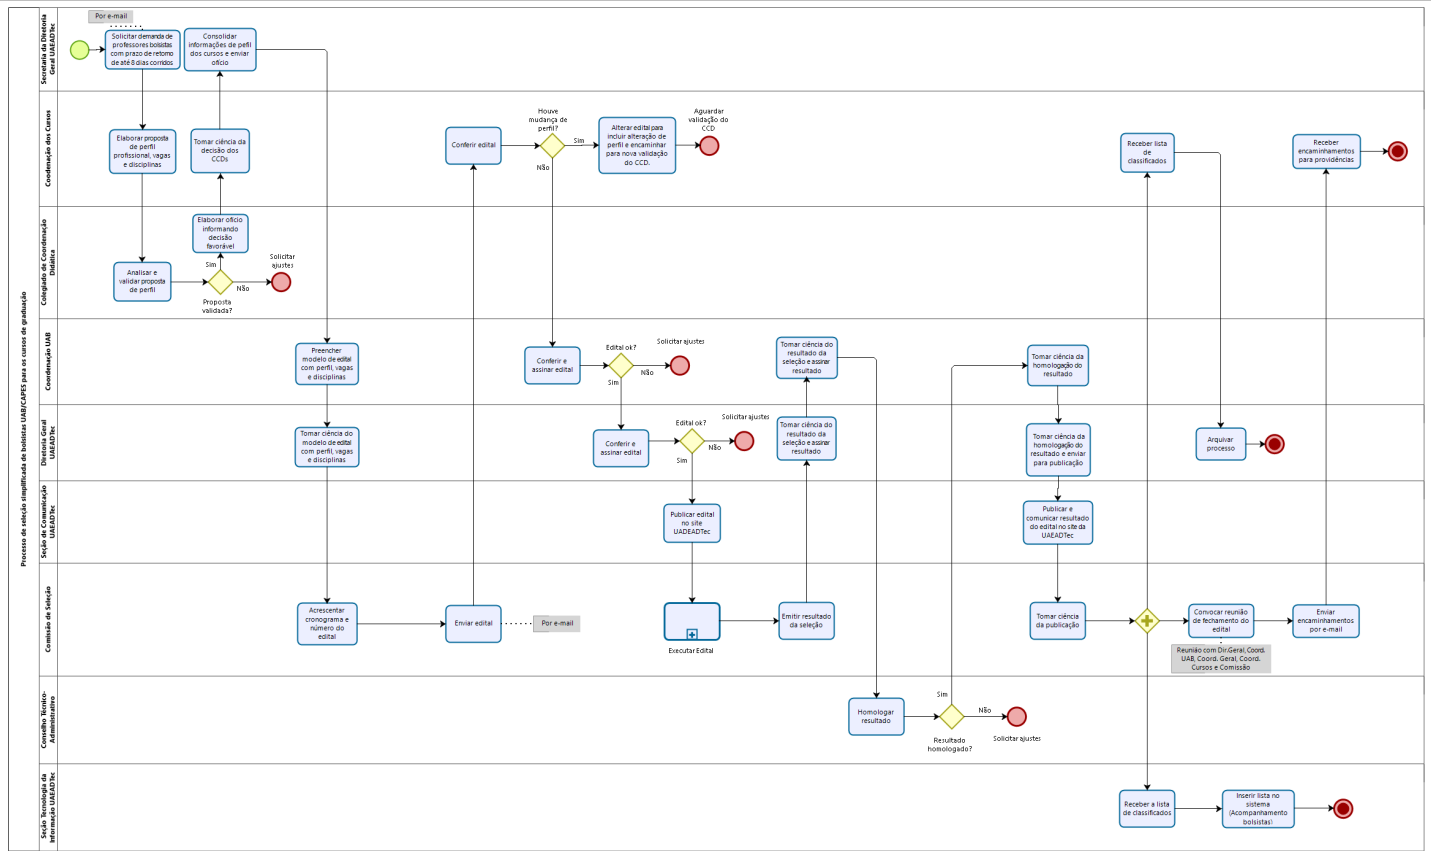 Processo de seleção simplificada de bolsistas UAB/CAPES para os cursos de graduação
Secretaria da Diretoria
Geral UAEADTec
Por e-mail
Solicitar demanda de
professores bolsistas
com prazo de retorno
de até 8 dias corridos
Consolidar
informações de pefil
dos cursos e enviar
ofício
Coodenação dos Cursos
Elaborar proposta
de perfil
profissional, vagas
e disciplinas
Tomar ciência da
decisão dos
CCDs
Conferir edital
Houve
mudança de
perfil?
Sim
Não
Alterar edital para
incluir alteração de
perfil e encaminhar
para nova validação
do CCD.
Aguardar
validação do
CCD
Receber lista
de
classificados
Receber
encaminhamentos
para providências
Colegiado de Coordenação
Didática
Elaborar ofício
informando
decisão
favorável
Analisar e
validar proposta
de perfil
Sim
Proposta
validada?
Não
Solicitar
ajustes
Coordenação UAB
Preencher
modelo de edital
com perfil, vagas
e disciplinas
Conferir e
assinar edital
Edital ok?
Sim
Não
Solicitar ajustes
Tomar ciência do
resultado da
seleção e assinar
resultado
Tomar ciência da
homologação do
resultado
Diretoria Geral
UAEADTec
Tomar ciência do
modelo de edital
com perfil, vagas
e disciplinas
Conferir e
assinar edital
Edital ok?
Sim
Não
Solicitar ajustes
Tomar ciência do
resultado da
seleção e assinar
resultado
Tomar ciência da
homologação do
resultado e enviar
para publicação
Arquivar
processo
Seção de Comunicação
UAEADTec
Publicar edital
no site
UADEADTec
Publicar e
comunicar resultado
do edital no site da
UAEADTec
Comissão de Seleção
Acrescentar
cronograma e
número do
edital
Enviar edital
Por e-mail
Executar Edital
Emitir resultado
da seleção
Tomar ciência
da publicação
Convocar reunião
de fechamento do
edital
Reunião com Dir.Geral, Coord.
UAB, Coord. Geral, Coord.
Cursos e Comissão
Enviar
encaminhamentos
por e-mail
Conselho Técnico-
Administrativo
Homologar
resultado
Sim
Resultado
homologado?
Não
Solicitar ajustes
Seção Tecnologia da
Informação UAEADTec
Receber a lista
de classificados
Inserir lista no
sistema
(Acompanhamento
bolsistas)